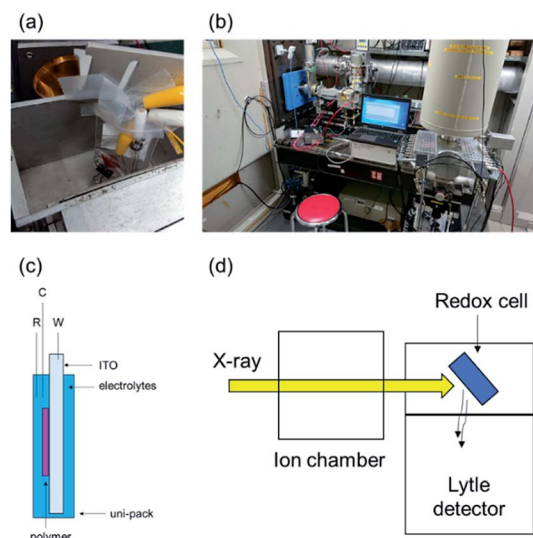 (a)
(b)
(c)
C
R W
ITO
electrolytes
uni-pack
polymer
(d)
Redox cell
X-ray
Ion chamber
Lytle
detector